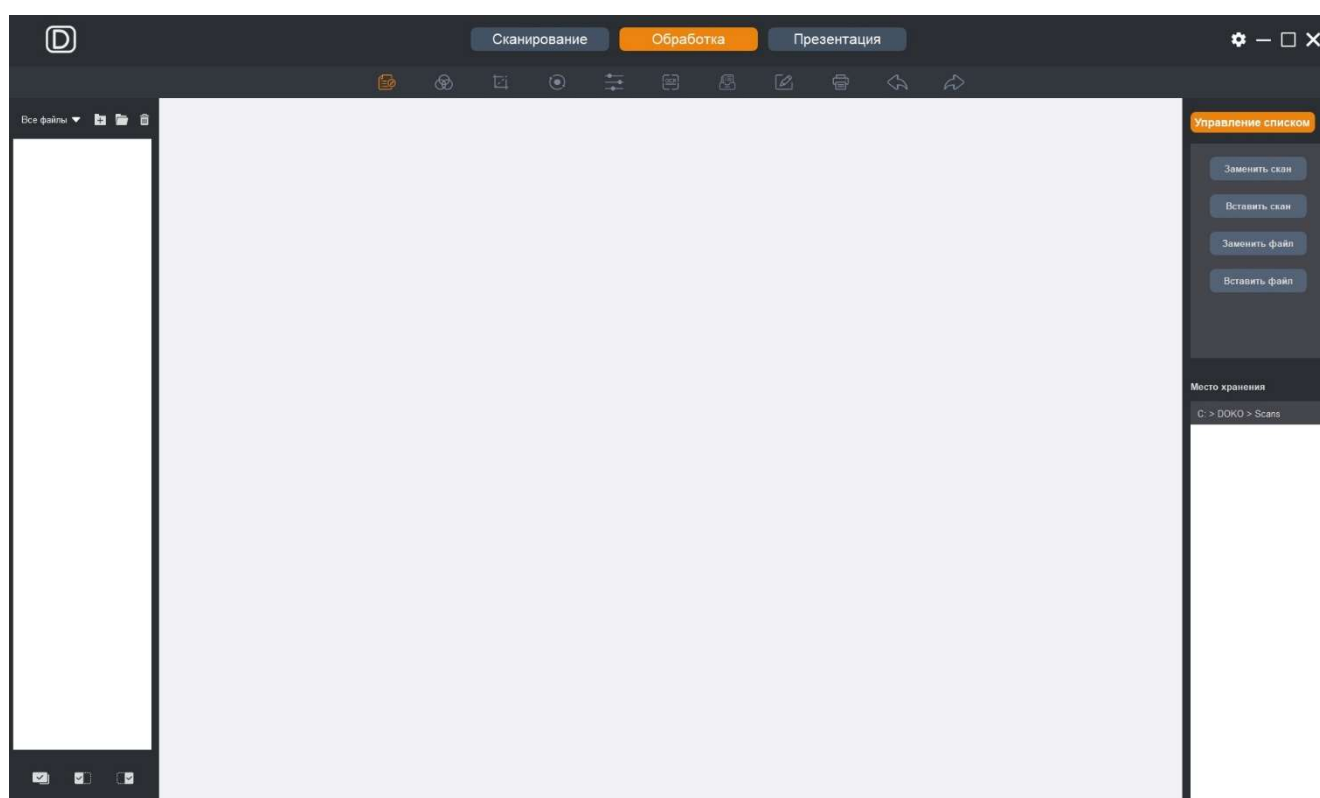 D
Сканирование
Обработка
Презентация
Все файлы
Управление списком
Заменить скан
Вставить скан
Заменить файл
Вставить файл
Место хранения
C: > DOKO > Scans